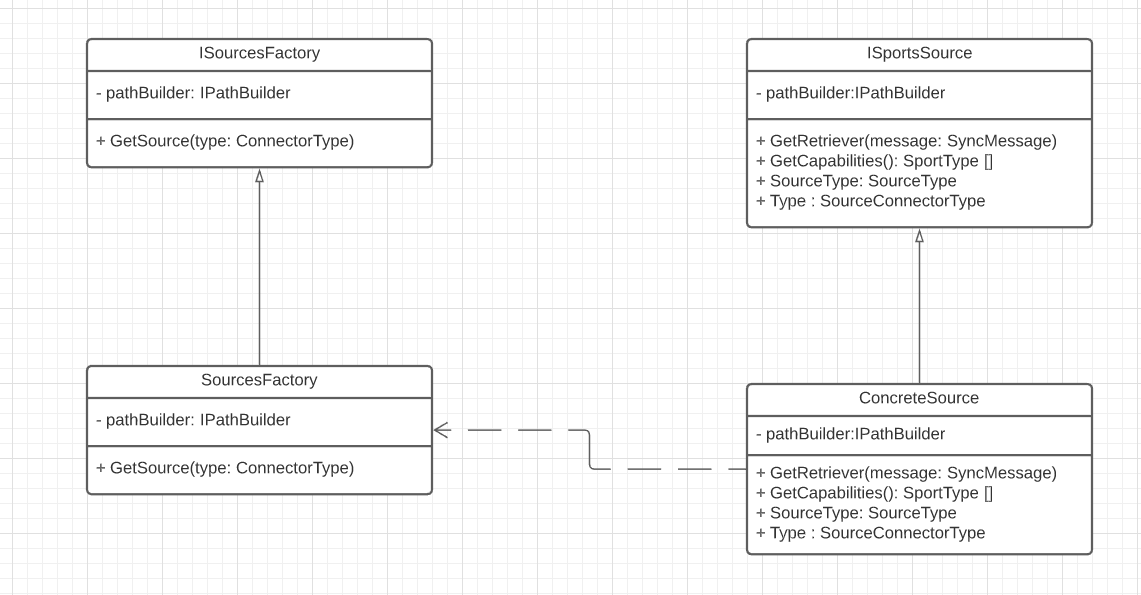 ISourcesFactory
- pathBuilder: IPathBuilder
+ GetSource(type: ConnectorType)
ISportsSource
- pathBuilder:IPathBuilder
+ GetRetriever(message: SyncMessage)
+ GetCapabilities(): SportType []
+ SourceType: SourceType
+ Type : SourceConnectorType
SourcesFactory
- pathBuilder: IPathBuilder
+ GetSource(type: ConnectorType)
ConcreteSource
- pathBuilder:IPathBuilder
+ GetRetriever(message: SyncMessage)
+ GetCapabilities(): SportType []
+ SourceType: SourceType
+ Type : SourceConnectorType